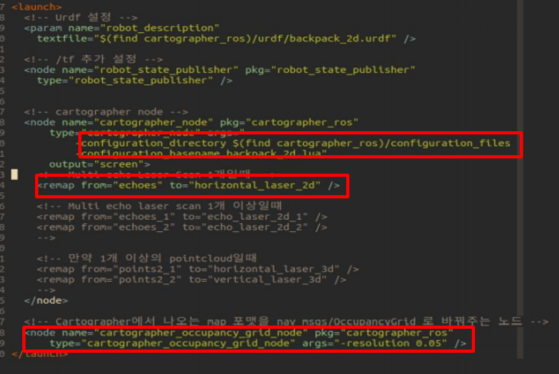 <launch>
<!-- Urdf 설정 -->
<param name="robot_description"
textfile="$(find cartographer_ros)/urdf/backpack_2d.urdf" />
<!-- /tf 추가 설정 -->
<node name="robot_state_publisher" pkg="robot_state_publisher"
type="robot_state_publisher" />
<!-- cartographer node -->
<node name="cartographer_node" pkg="cartographer_ros"
type="cartographer_node" args="
-configuration_directory $(find cartographer_ros)/configuration_files
-configuration_basename backpack_2d.lua"
output="screen">
<!-- Multi echo Laser Scan 1개일때 -->
<remap from="echoes" to="horizontal_laser_2d" />
<!-- Multi echo laser scan 1개 이상일때
<remap from="echoes_1" to="echo_laser_2d_1" />
<remap from="echoes_2" to="echo_laser_2d_2" />
-->
<!-- 만약 1개 이상의 pointcloud일때
<remap from="points2_1" to="horizontal_laser_3d" />
<remap from="points2_2" to="vertical_laser_3d" />
-->
</node>
<!-- Cartographer에서 나오는 map 포맷을 nav_msgs/OccupancyGrid 로 바꿔주는 노드 -->
<node name="cartographer_occupancy_grid_node" pkg="cartographer_ros"
type="cartographer_occupancy_grid_node" args="-resolution 0.05" />
</launch>